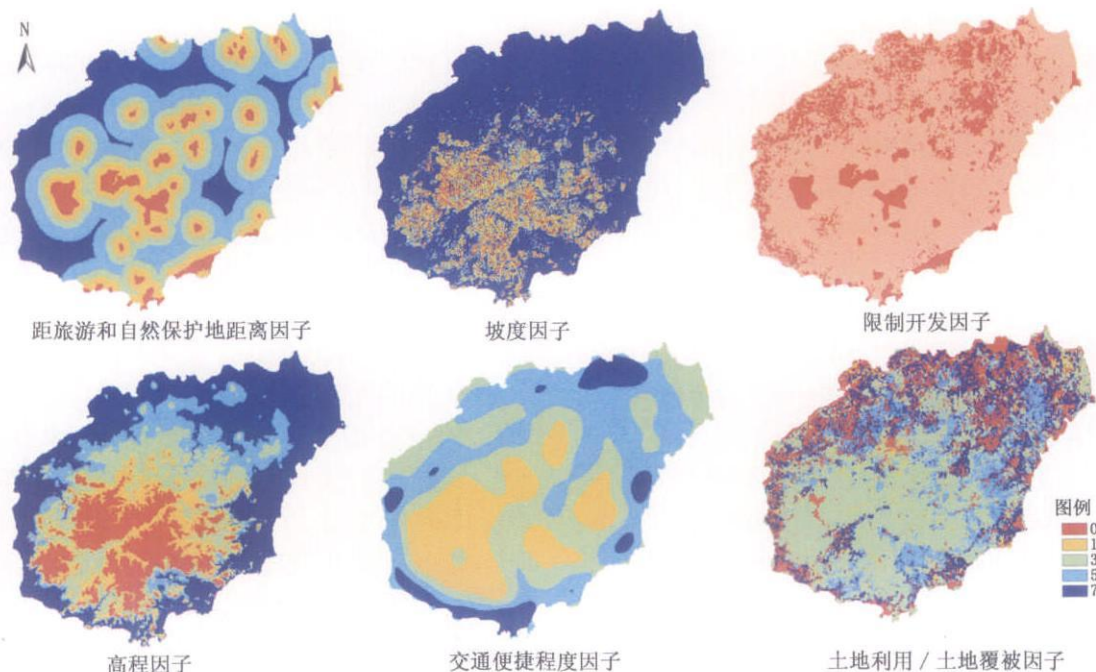 N
距旅游和自然保护地距离因子
坡度因子
限制开发因子
图例
0
1
3
5
7
高程因子
交通便捷程度因子
土地利用/土地覆被因子